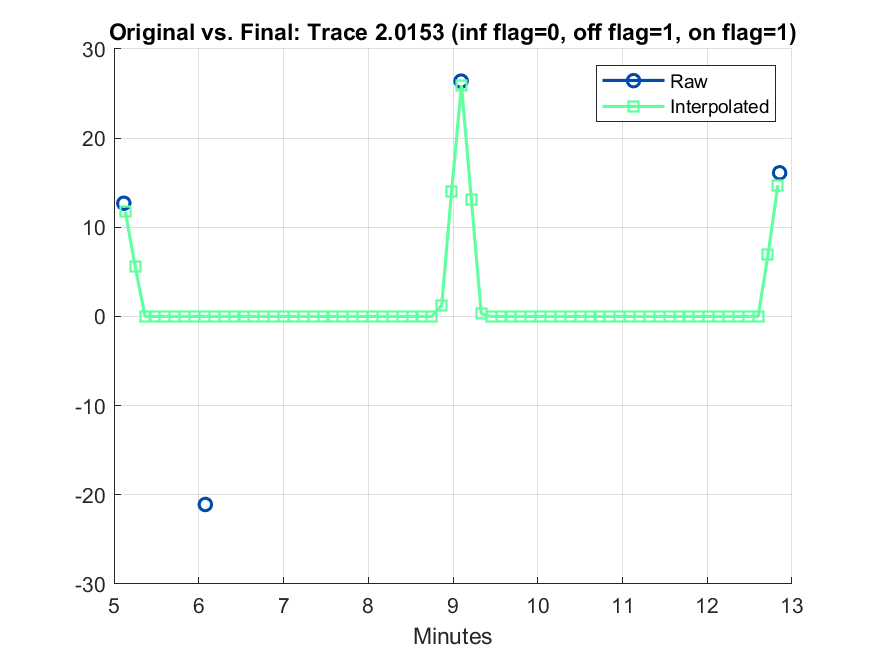 Original vs. Final: Trace 2.0153 (inf flag=0, off flag=1, on flag=1)
30
20
10
0
-10
-20
-30
Raw
Interpolated
5 6 7 8 9 10 11 12 13
Minutes